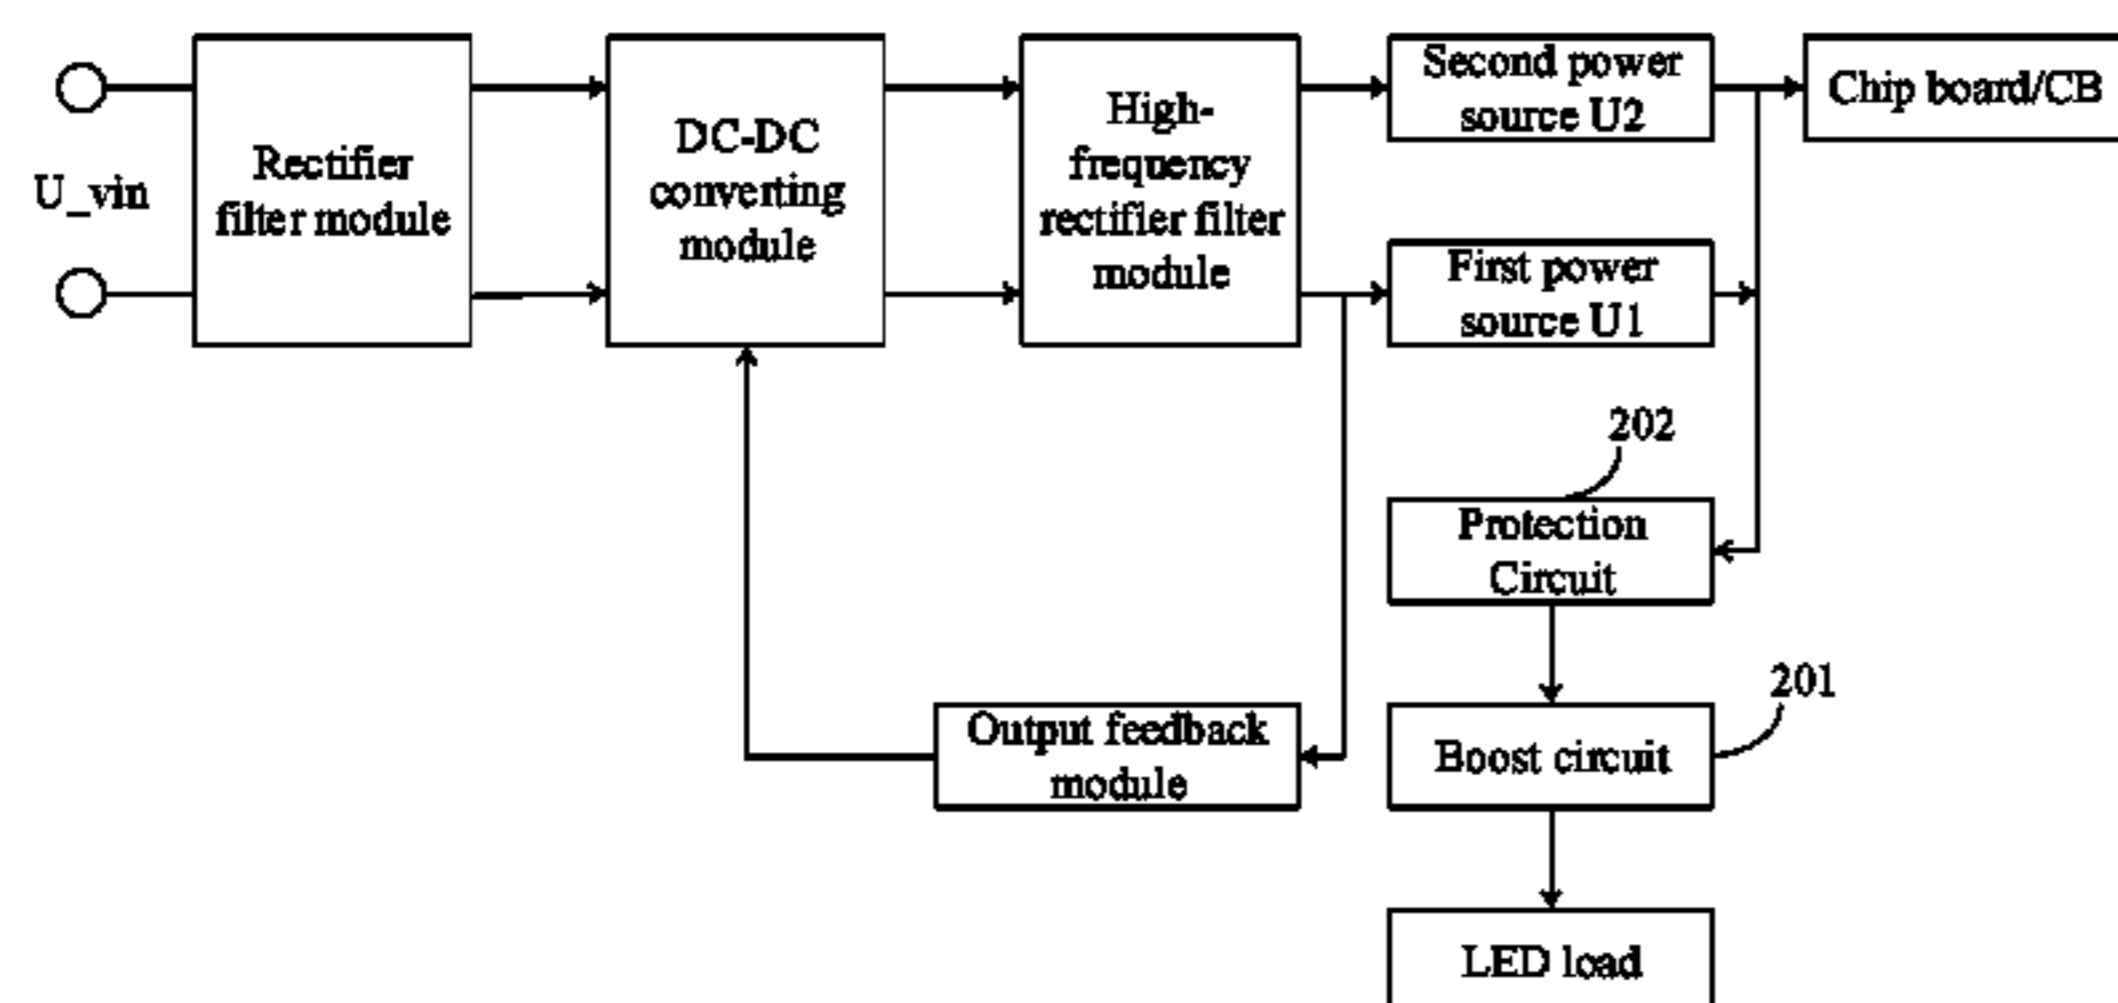 U_vin
Rectifier
filter module
DC-DC
converting
module
High-
frequency
rectifier filter
module
Second power
source U2
Chip board/CB
First power
source U1
202
Protection
Circuit
201
Boost circuit
Output feedback
module
LED load